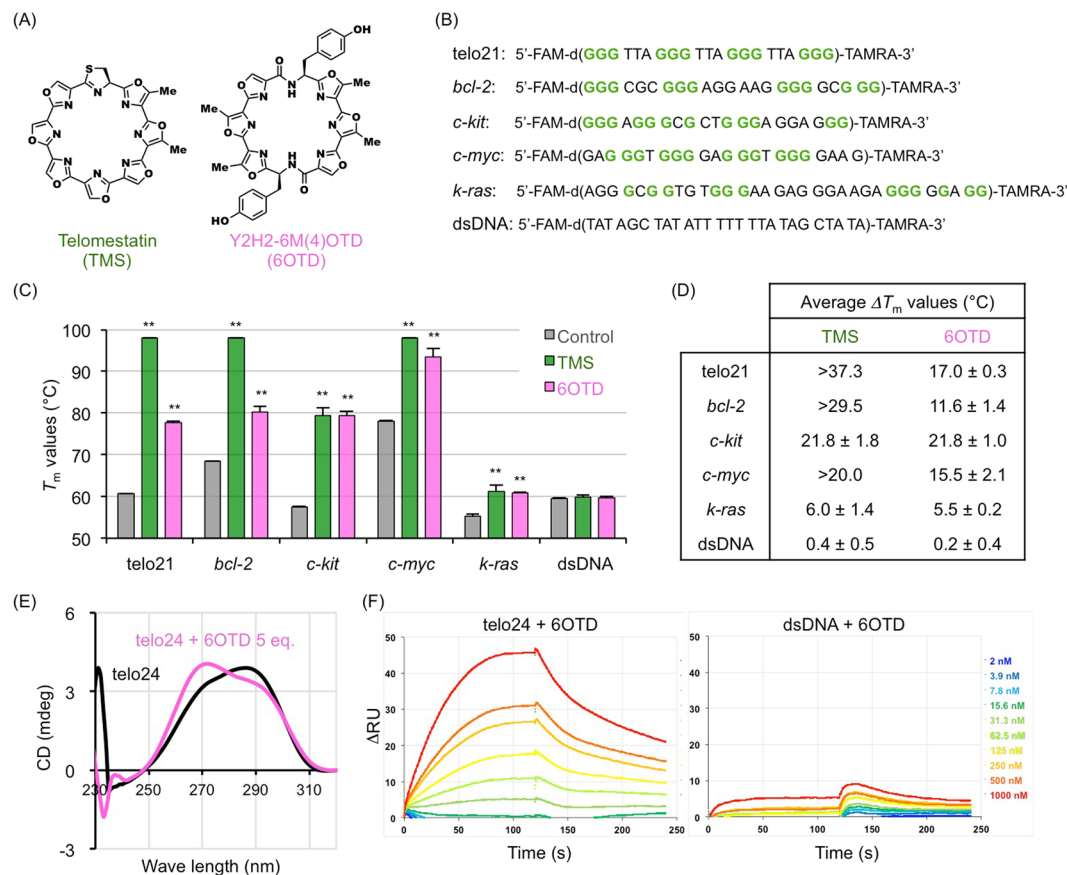 (A)
(B)
OH
S
N
O
Me
N
O
Me
N
O
N
O
N
O
N
O
N
O
N
O
O
N
H
N
O
Me
N
O
Me
N
O
N
O
Me
N
O
Me
N
O
H
N
O
HO
Telomestatin
(TMS)
Y2H2-6M(4)OTD
(6OTD)
telo21: 5'-FAM-d(GGG TTA GGG TTA GGG TTA GGG)-TAMRA-3'
bcl-2: 5'-FAM-d(GGG CGC GGG AGG AAG GGG GCG GG)-TAMRA-3'
c-kit: 5'-FAM-d(GGG AGG GCG CTG GGA GGA GGG)-TAMRA-3'
c-myc: 5'-FAM-d(GA GGGT GGGG GAGGGT GGGG GAAG)-TAMRA-3'
k-ras: 5'-FAM-d(AGG GCG GTG TGGG AAGAG GGA AGA GGG GGA GG)-TAMRA-3'
dsDNA: 5'-FAM-d(TAT AGC TAT ATT TTT TTA TAG CTA TA)-TAMRA-3'
(C)
Tm values (°C)
100
90
80
70
60
50
** ** ** ** ** ** ** ** ** **
Control
TMS
6OTD
telo21 bcl-2 c-kit c-myc k-ras dsDNA
(D)
Average ΔTm values (°C)
TMS 6OTD
telo21 >37.3 17.0 ± 0.3
bcl-2 >29.5 11.6 ± 1.4
c-kit 21.8 ± 1.8 21.8 ± 1.0
c-myc >20.0 15.5 ± 2.1
k-ras 6.0 ± 1.4 5.5 ± 0.2
dsDNA 0.4 ± 0.5 0.2 ± 0.4
(E)
CD (mdeg)
6
3
0
-3
telo24 + 6OTD 5 eq.
telo24
230 250 270 290 310
Wave length (nm)
(F)
telo24 + 6OTD
ΔRU
50
40
30
20
10
0
0 50 100 150 200 250
Time (s)
dsDNA + 6OTD
50
40
30
20
10
0
0 50 100 150 200 250
Time (s)
2 nM
3.9 nM
7.8 nM
15.6 nM
31.3 nM
62.5 nM
125 nM
250 nM
500 nM
1000 nM